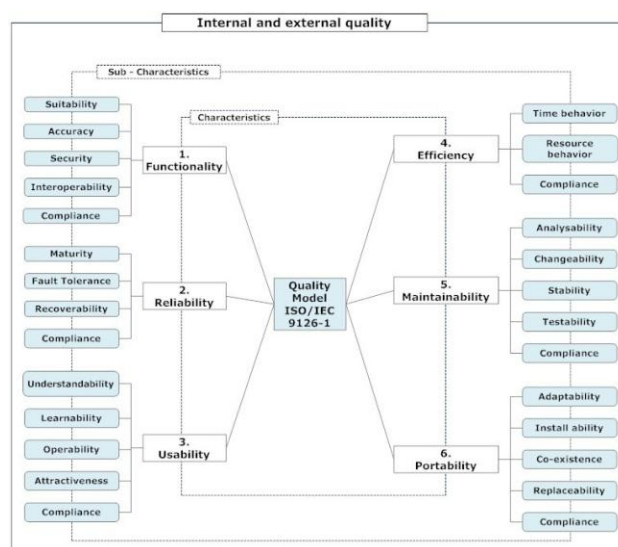 Internal and external quality
Sub - Characteristics
Characteristics
Suitability
Accuracy
Security
Interoperability
Compliance
1.
Functionality
Maturity
Fault Tolerance
Recoverability
Compliance
2.
Reliability
Understandability
Learnability
Operability
Attractiveness
Compliance
3.
Usability
Quality
Model
ISO/IEC
9126-1
4.
Efficiency
Time behavior
Resource
behavior
Compliance
5.
Maintainability
Analysability
Changeability
Stability
Testability
Compliance
6.
Portability
Adaptability
Install ability
Co-existence
Replaceability
Compliance